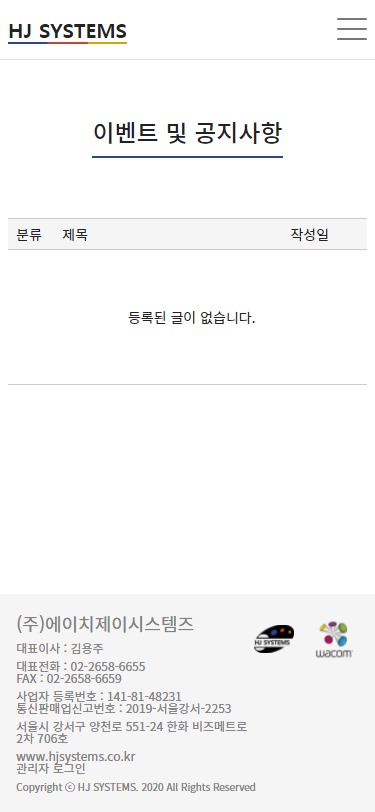 HJ SYSTEMS
이벤트 및 공지사항
분류 제목 작성일
등록된 글이 없습니다.
(주)에이치제이시스템즈
대표이사 : 김용주
대표전화 : 02-2658-6655
FAX : 02-2658-6659
사업자 등록번호 : 141-81-48231
통신판매업신고번호 : 2019-서울강서-2253
서울시 강서구 양천로 551-24 한화 비즈메트로
2차 706호
www.hjsystems.co.kr
관리자 로그인
Copyright ⓒ HJ SYSTEMS. 2020 All Rights Reserved
HJ SYSTEMS
wacom